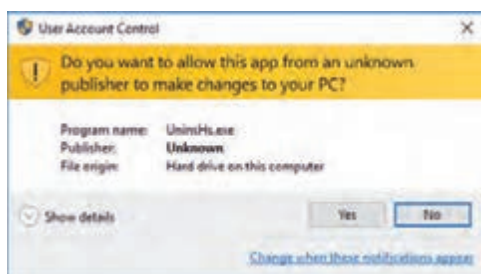 User Account Control
Do you want to allow this app from an unknown
publisher to make changes to your PC?
Program name: UninsHs.exe
Publisher: Unknown
File origin: Hard drive on this computer
Show details
Yes
No
Change when these notifications appear